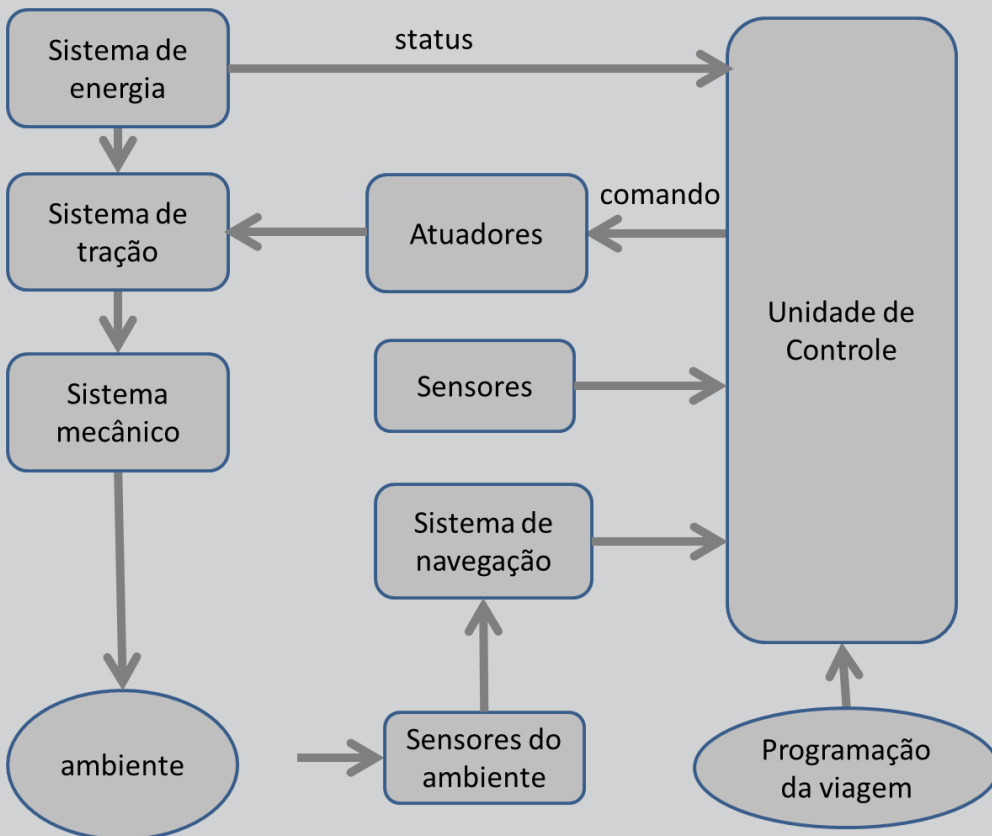 Sistema de
energia
status
Sistema de
tração
Atuadores
comando
Unidade de
Controle
Sistema
mecânico
Sensores
Sistema de
navegação
ambiente
Sensores do
ambiente
Programação
da viagem